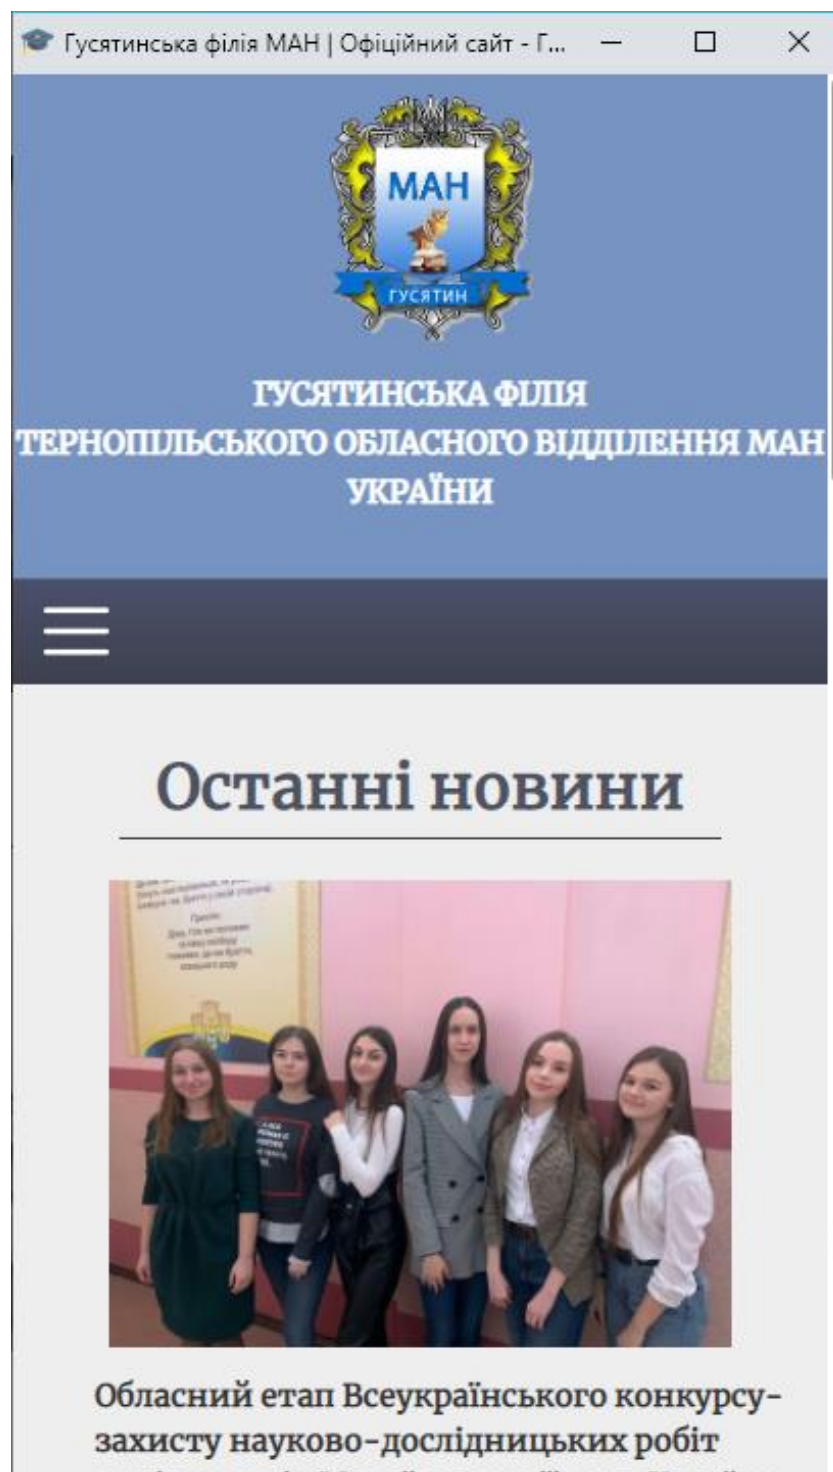 Гусятинська філія МАН | Офіційний сайт - Г...
МАН
ГУСЯТИН
ГУСЯТИНСЬКА ФІЛІЯ
ТЕРНОПІЛЬСЬКОГО ОБЛАСНОГО ВІДДІЛЕННЯ МАН
УКРАЇНИ
Останні новини
Приспів:
Обласний етап Всеукраїнського конкурсу-
захисту науково-дослідницьких робіт